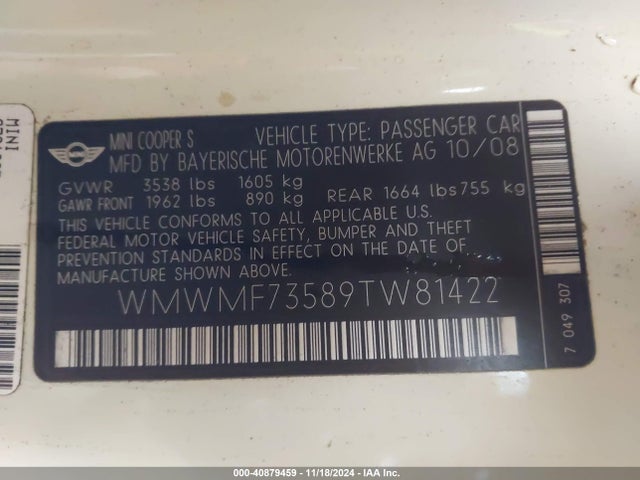 MINI
MINI COOPER S VEHICLE TYPE: PASSENGER CAR
MFD BY BAYERISCHE MOTORENWERKE AG 10/08
GVWR 3538 lbs 1605 kg
GAWR FRONT 1962 lbs 890 kg REAR 1664 lbs 755 kg
THIS VEHICLE CONFORMS TO ALL APPLICABLE U.S.
FEDERAL MOTOR VEHICLE SAFETY, BUMPER AND THEFT
PREVENTION STANDARDS IN EFFECT ON THE DATE OF
MANUFACTURE SHOWN ABOVE.
WMWMF73589TW81422
7 049 307
000-40879459 - 11/18/2024 - IAA Inc.